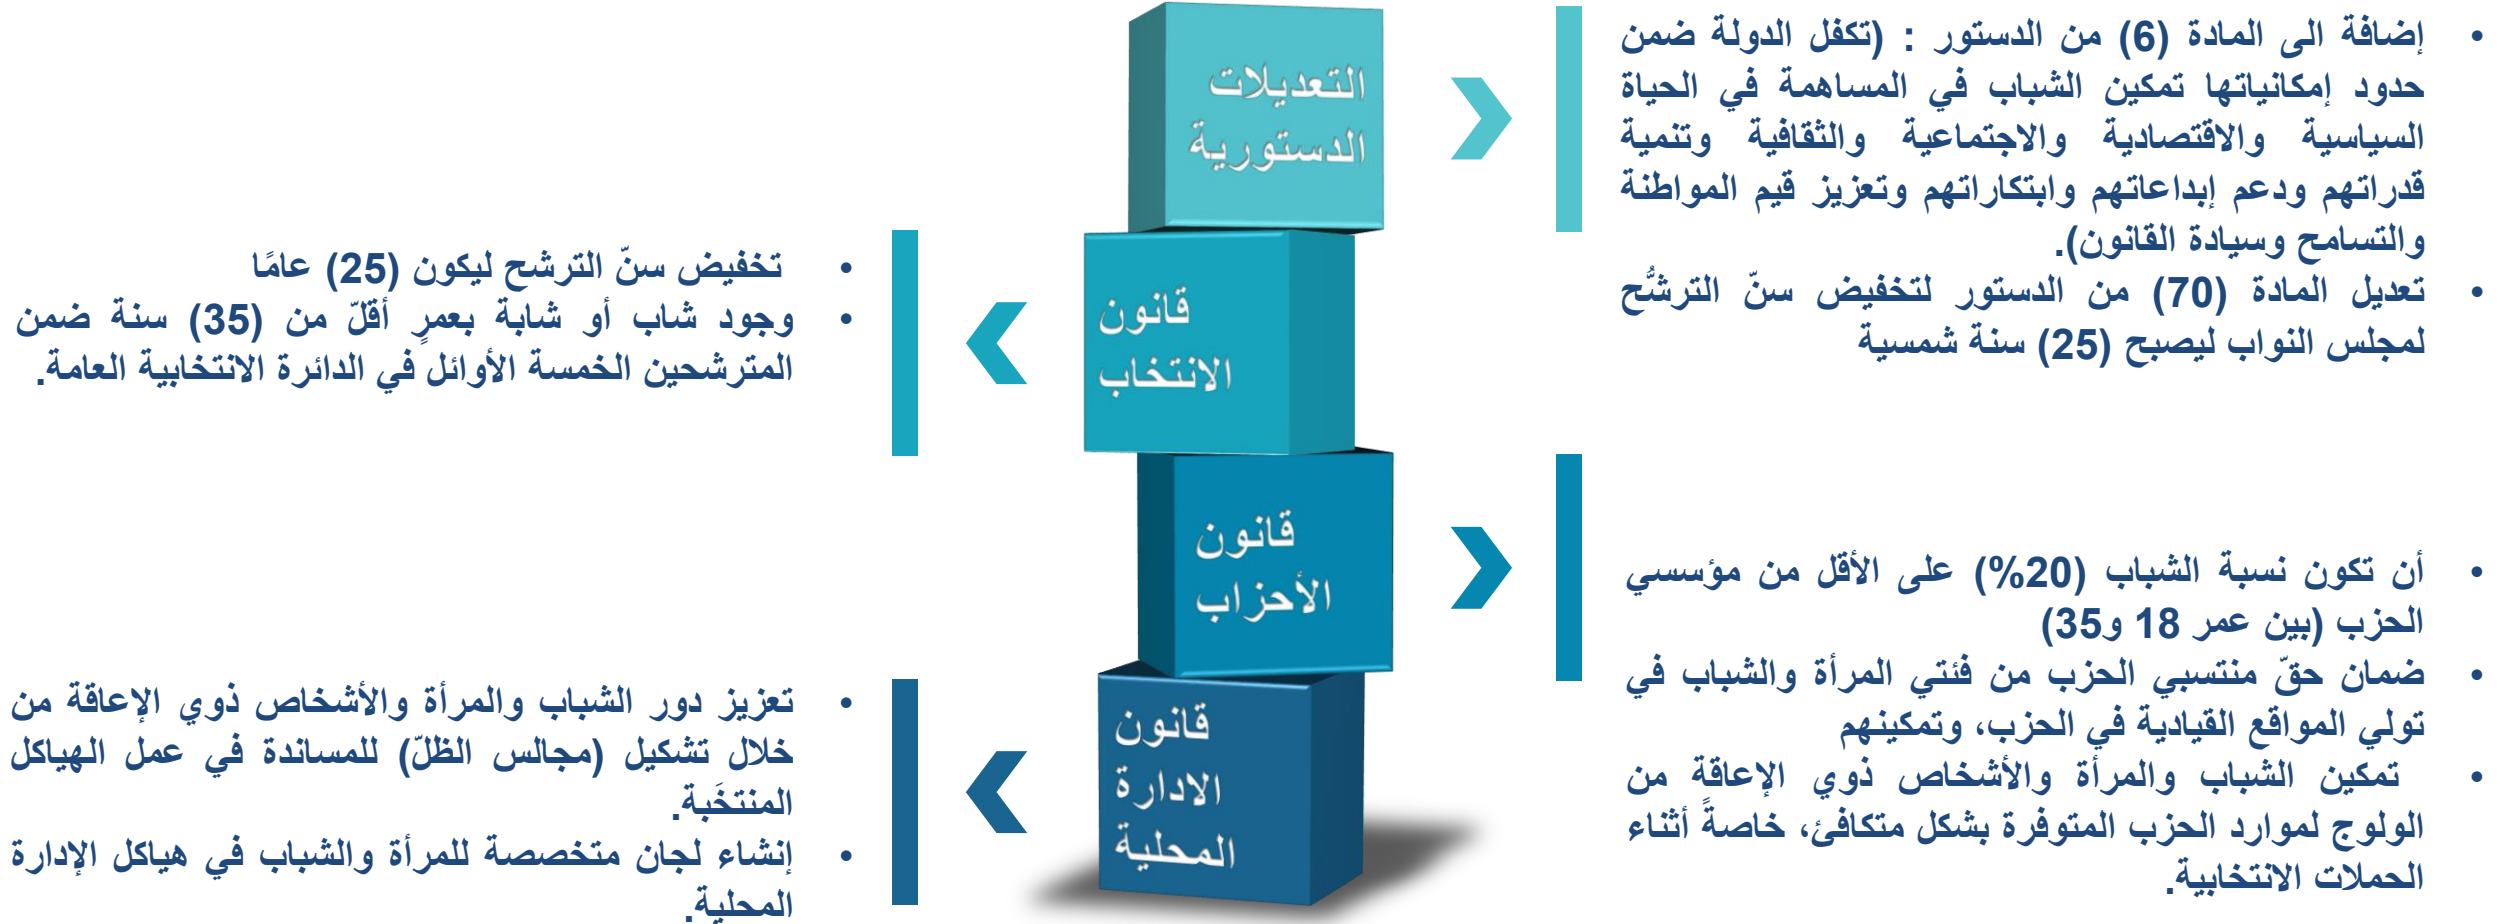 التعديلات
الدستورية
• إضافة الى المادة (6) من الدستور : (تكفل الدولة ضمن
حدود إمكانياتها تمكين الشباب في المساهمة في الحياة
السياسية والاقتصادية والاجتماعية والثقافية وتنمية
قدراتهم ودعم إبداعاتهم وابتكاراتهم وتعزيز قيم المواطنة
والتسامح وسيادة القانون).
• تعديل المادة (70) من الدستور لتخفيض سنّ الترشُّح
لمجلس النواب ليصبح (25) سنة شمسية
قانون
الانتخاب
• تخفيض سنّ الترشح ليكون (25) عامًا
• وجود شاب أو شابة بعمرٍ أقلّ من (35) سنة ضمن
المترشحين الخمسة الأوائل في الدائرة الانتخابية العامة.
قانون
الأحزاب
• أن تكون نسبة الشباب (20%) على الأقل من مؤسسي
الحزب (بين عمر 18 و35)
• ضمان حقّ منتسبي الحزب من فئتي المرأة والشباب في
تولي المواقع القيادية في الحزب، وتمكينهم
• تمكين الشباب والمرأة والأشخاص ذوي الإعاقة من
الولوج لموارد الحزب المتوفرة بشكل متكافئ، خاصةً أثناء
الحملات الانتخابية.
قانون
الادارة
المحلية
• تعزيز دور الشباب والمرأة والأشخاص ذوي الإعاقة من
خلال تشكيل (مجالس الظلّ) للمساندة في عمل الهياكل
المنتخَبة.
• إنشاء لجان متخصصة للمرأة والشباب في هياكل الإدارة
المحلية.